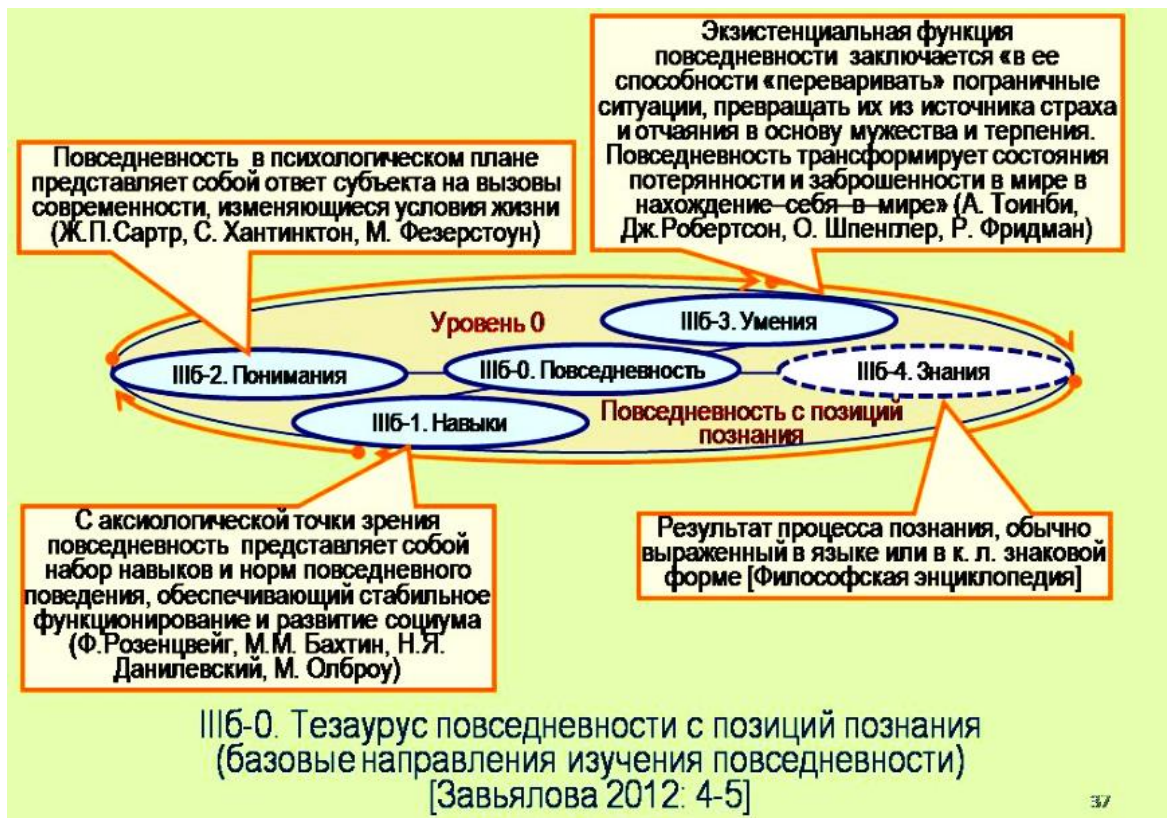 Экзистенциальная функция
повседневности заключается «в ее
способности «переваривать» пограничные
ситуации, превращать их из источника страха
и отчаяния в основу мужества и терпения.
Повседневность трансформирует состояния
потерянности и заброшенности в мире в
нахождение себя в мире» (А. Тоинби,
Дж.Робертсон, О. Шпенглер, Р. Фридман)
Повседневность в психологическом плане
представляет собой ответ субъекта на вызовы
современности, изменяющиеся условия жизни
(Ж.П.Сартр, С. Хантинктон, М. Фезерстоун)
Уровень 0
IIIб-3. Умения
IIIб-2. Понимания
IIIб-0. Повседневность
IIIб-4. Знания
IIIб-1. Навыки
Повседневность с позиций
познания
С аксиологической точки зрения
повседневность представляет собой
набор навыков и норм повседневного
поведения, обеспечивающий стабильное
функционирование и развитие социума
(Ф.Розенцвейг, М.М. Бахтин, Н.Я.
Данилевский, М. Олброу)
Результат процесса познания, обычно
выраженный в языке или в к. л. знаковой
форме [Философская энциклопедия]
IIIб-0. Тезаурус повседневности с позиций познания
(базовые направления изучения повседневности)
[Завьялова 2012: 4-5]
37